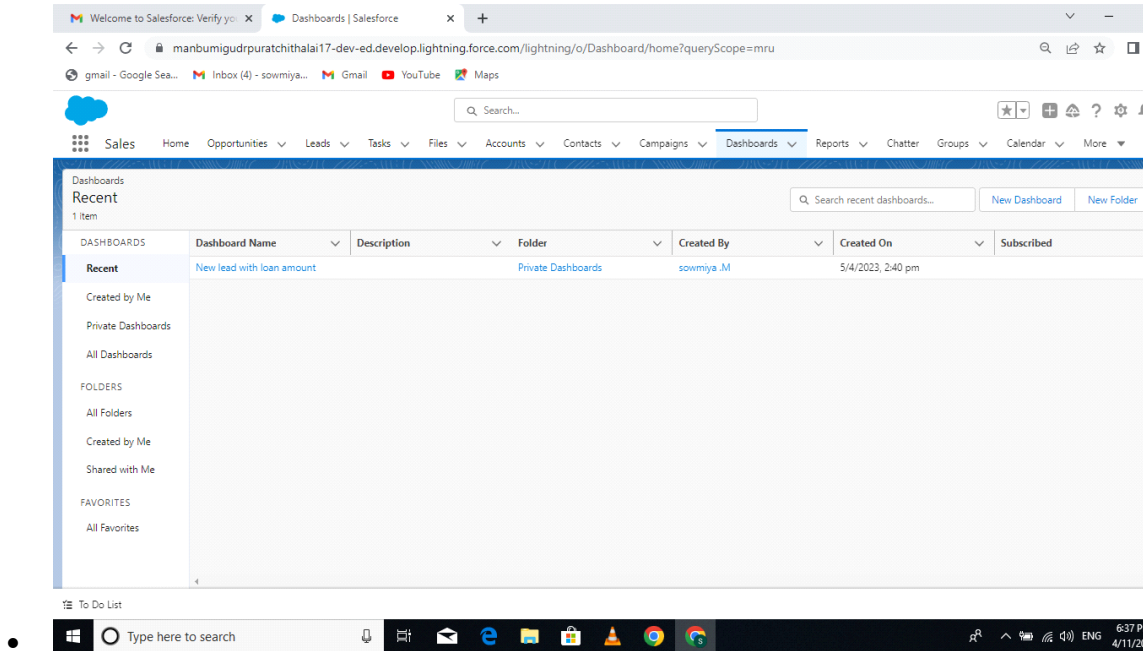 Welcome to Salesforce: Verify yo
Dashboards | Salesforce
manbumigudrpuratchithalai17-dev-ed.develop.lightning.force.com/lightning/o/Dashboard/home?queryScope=mru
gmail - Google Sea... Inbox (4) - sowmiya... Gmail YouTube Maps
Search...
Sales Home Opportunities Leads Tasks Files Accounts Contacts Campaigns Dashboards Reports Chatter Groups Calendar More
Dashboards
Recent
1 item
Search recent dashboards... New Dashboard New Folder
DASHBOARDS Dashboard Name Description Folder Created By Created On Subscribed
Recent New lead with loan amount Private Dashboards sowmiya .M 5/4/2023, 2:40 pm
Created by Me
Private Dashboards
All Dashboards
FOLDERS
All Folders
Created by Me
Shared with Me
FAVORITES
All Favorites
To Do List
Type here to search ENG 6:37 P
4/11/20